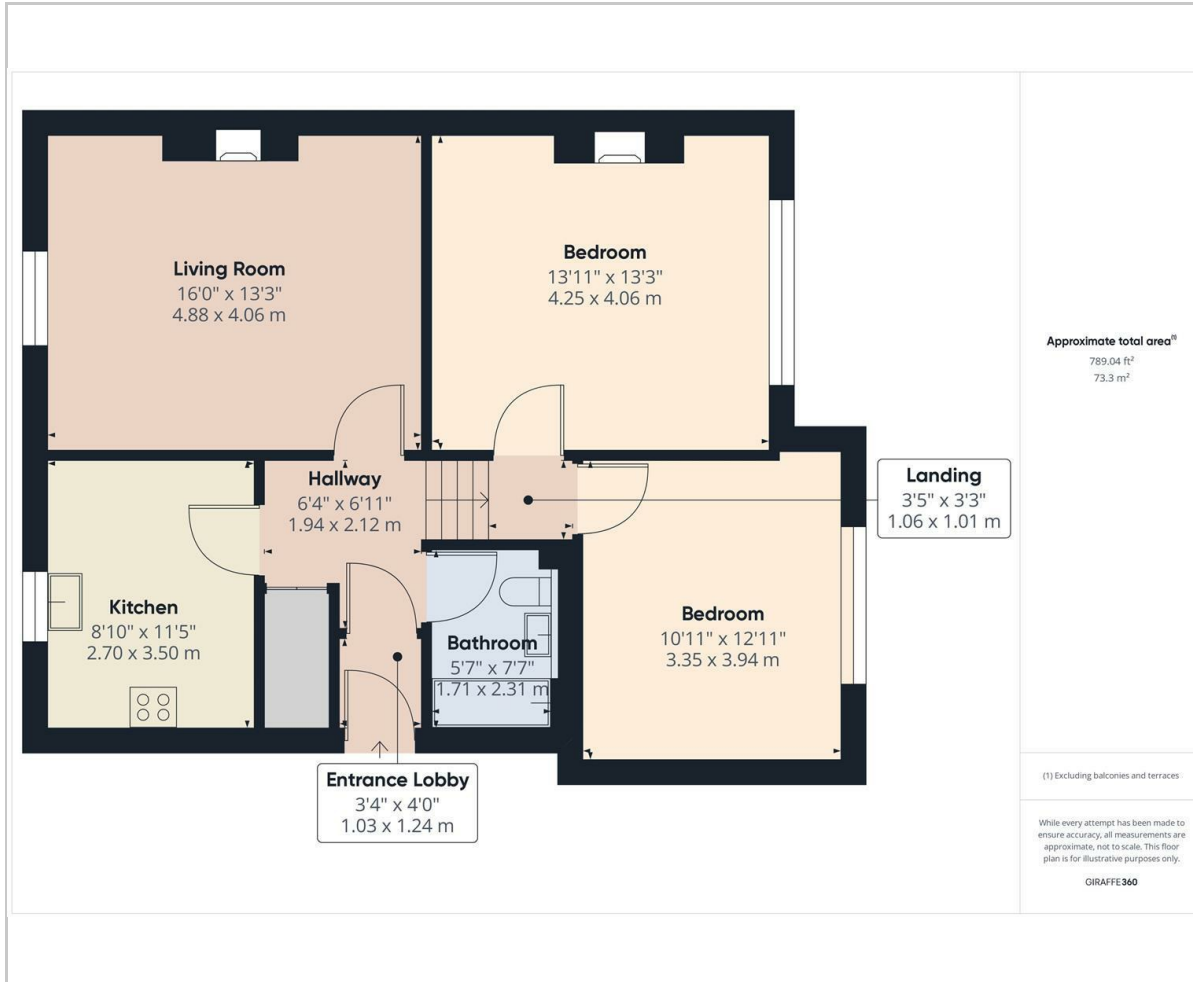 Living Room
16'0" x 13'3"
4.88 x 4.06 m
Bedroom
13'11" x 13'3"
4.25 x 4.06 m
Hallway
6'4" x 6'11"
1.94 x 2.12 m
Landing
3'5" x 3'3"
1.06 x 1.01 m
Kitchen
8'10" x 11'5"
2.70 x 3.50 m
Bathroom
5'7" x 7'7"
1.71 x 2.31 m
Bedroom
10'11" x 12'11"
3.35 x 3.94 m
Entrance Lobby
3'4" x 4'0"
1.03 x 1.24 m
Approximate total area(1)
789.04 ft²
73.3 m²
(1) Excluding balconies and terraces
While every attempt has been made to
ensure accuracy, all measurements are
approximate, not to scale. This floor
plan is for illustrative purposes only.
GIRAFFE360